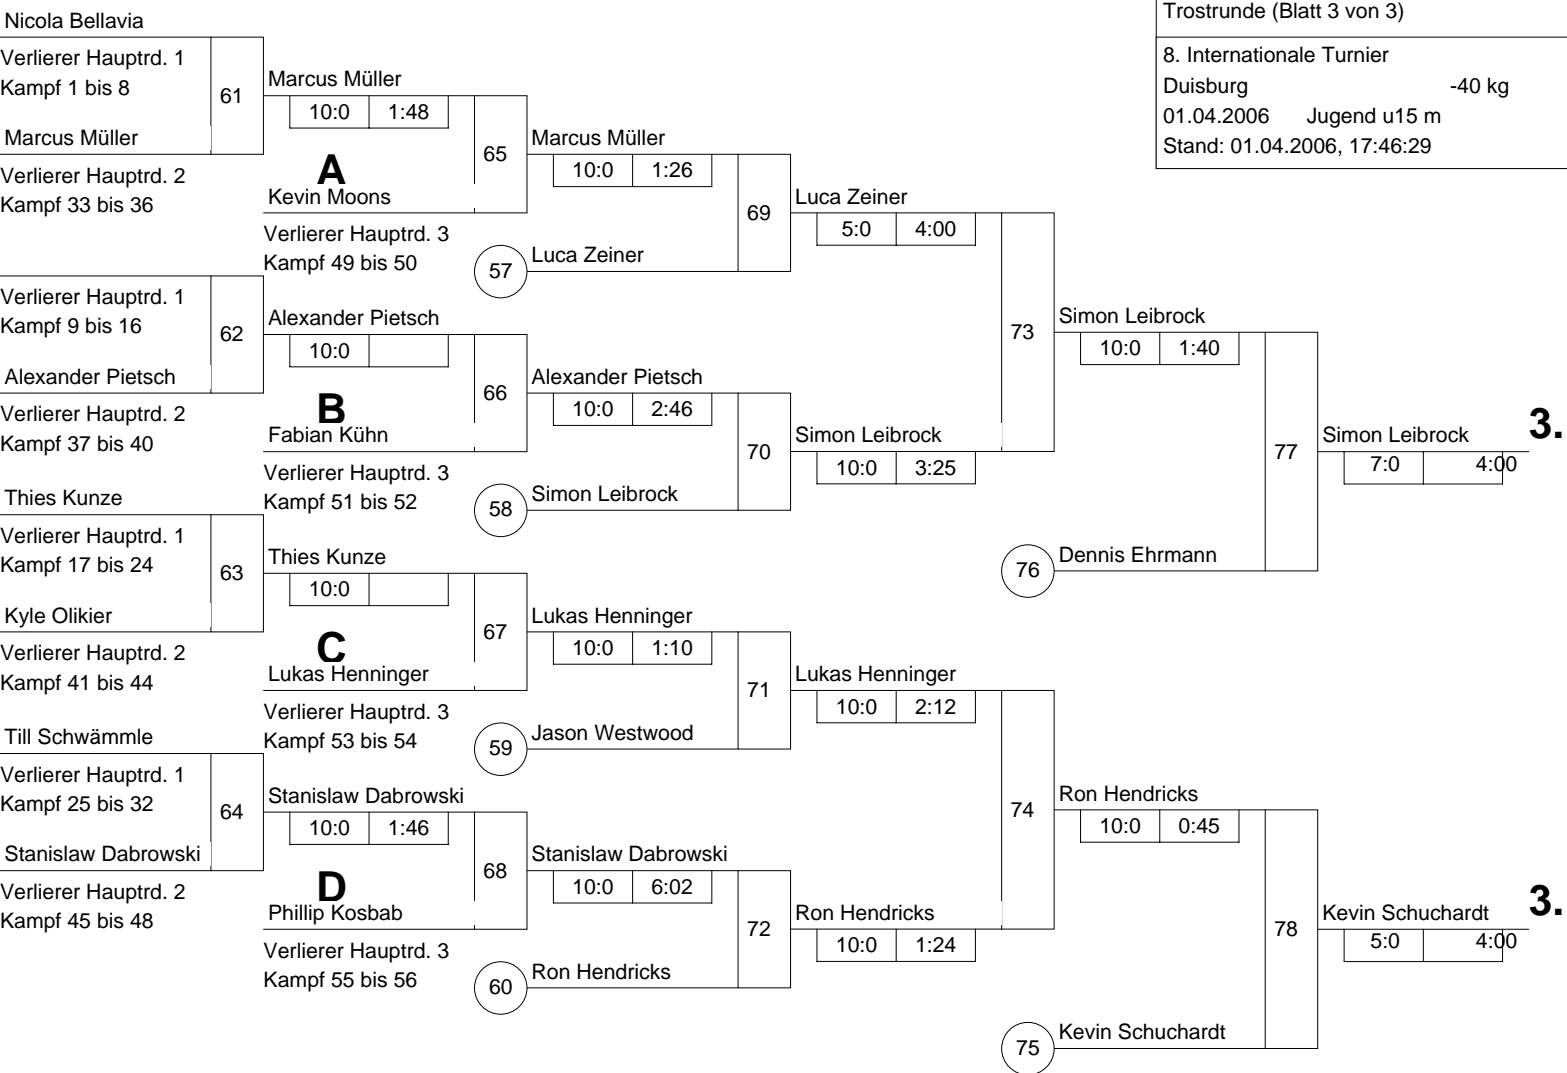 Trostrunde (Blatt 3 von 3)
8. Internationale Turnier
Duisburg -40 kg
01.04.2006 Jugend u15 m
Stand: 01.04.2006, 17:46:29
Nicola Bellavia
Verlierer Hauptrd. 1
Kampf 1 bis 8
61
Marcus Müller
Verlierer Hauptrd. 2
Kampf 33 bis 36
Verlierer Hauptrd. 1
Kampf 9 bis 16
62
Alexander Pietsch
Verlierer Hauptrd. 2
Kampf 37 bis 40
Thies Kunze
Verlierer Hauptrd. 1
Kampf 17 bis 24
63
Kyle Olikier
Verlierer Hauptrd. 2
Kampf 41 bis 44
Till Schwämmle
Verlierer Hauptrd. 1
Kampf 25 bis 32
64
Stanislaw Dabrowski
Verlierer Hauptrd. 2
Kampf 45 bis 48
Marcus Müller
10:0 1:48
A
65
Kevin Moons
Verlierer Hauptrd. 3
Kampf 49 bis 50
Alexander Pietsch
10:0
B
66
Fabian Kühn
Verlierer Hauptrd. 3
Kampf 51 bis 52
Thies Kunze
10:0
C
67
Lukas Henninger
Verlierer Hauptrd. 3
Kampf 53 bis 54
Stanislaw Dabrowski
10:0 1:46
D
68
Phillip Kosbab
Verlierer Hauptrd. 3
Kampf 55 bis 56
Marcus Müller
10:0 1:26
69
57 Luca Zeiner
Alexander Pietsch
10:0 2:46
70
58 Simon Leibrock
Lukas Henninger
10:0 1:10
71
59 Jason Westwood
Stanislaw Dabrowski
10:0 6:02
72
60 Ron Hendricks
Luca Zeiner
5:0 4:00
73
Simon Leibrock
10:0 3:25
Lukas Henninger
10:0 2:12
74
Ron Hendricks
10:0 1:24
Simon Leibrock
10:0 1:40
77
76 Dennis Ehrmann
Ron Hendricks
10:0 0:45
78
75 Kevin Schuchardt
Simon Leibrock 3.
7:0 4:00
Kevin Schuchardt 3.
5:0 4:00